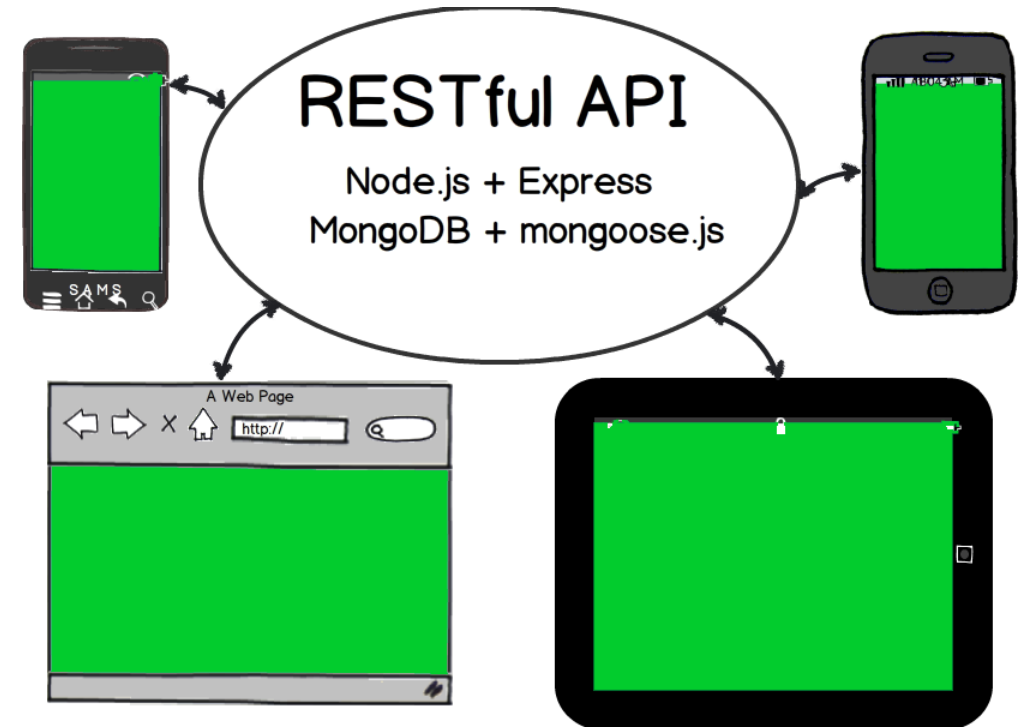 RESTful API
Node.js + Express
MongoDB + mongoose.js
SAMS
A Web Page
http://